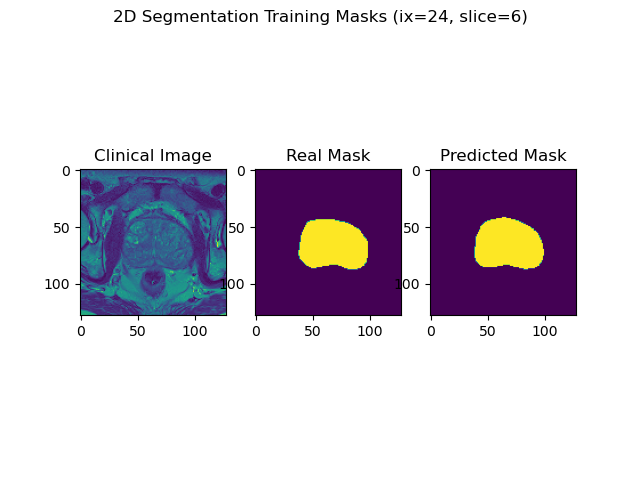 2D Segmentation Training Masks (ix=24, slice=6)
Clinical Image Real Mask Predicted Mask
0 0 0
50 50 50
100 100 100
0 50 100 0 50 100 0 50 100